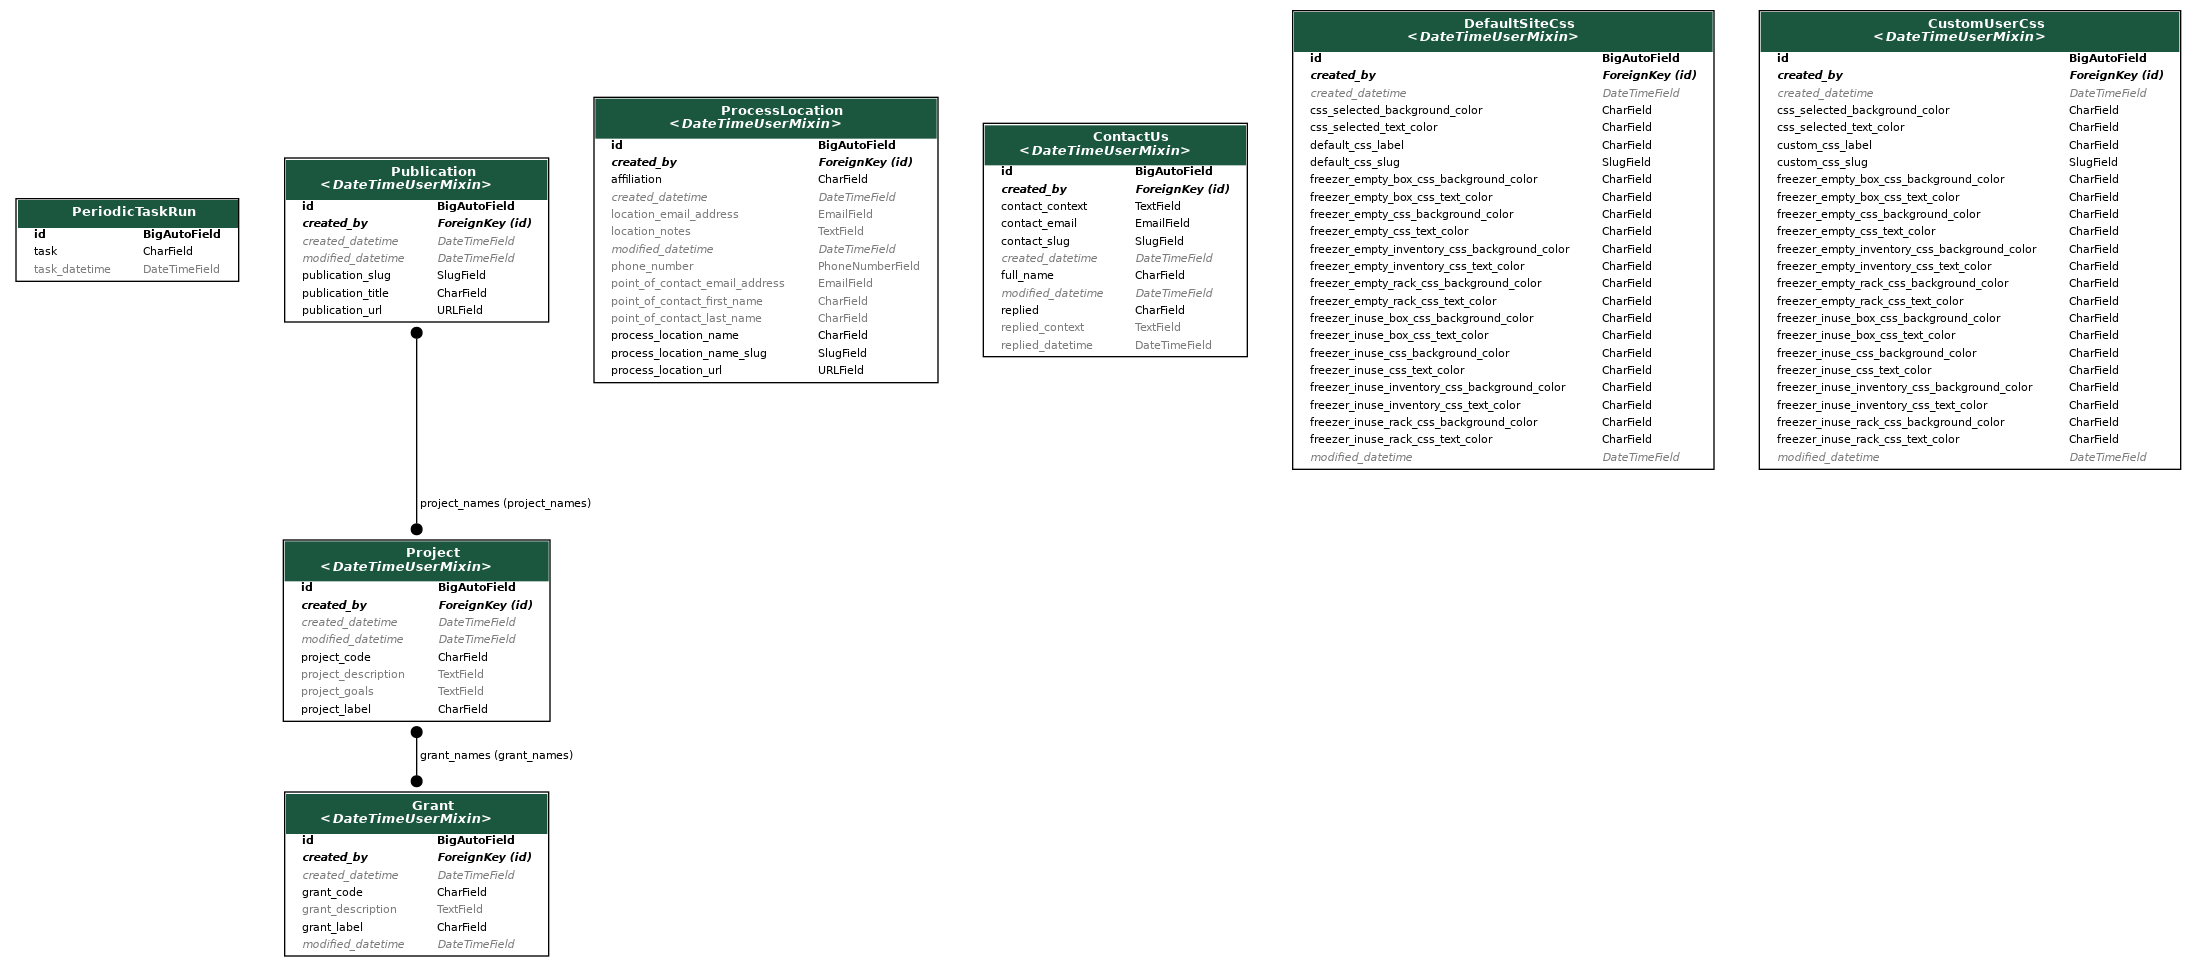 PeriodicTaskRun
id BigAutoField
task CharField
task_datetime DateTimeField
Publication
<DateTimeUserMixin>
id BigAutoField
created_by ForeignKey (id)
created_datetime DateTimeField
modified_datetime DateTimeField
publication_slug SlugField
publication_title CharField
publication_url URLField
project_names (project_names)
Project
<DateTimeUserMixin>
id BigAutoField
created_by ForeignKey (id)
created_datetime DateTimeField
modified_datetime DateTimeField
project_code CharField
project_description TextField
project_goals TextField
project_label CharField
grant_names (grant_names)
Grant
<DateTimeUserMixin>
id BigAutoField
created_by ForeignKey (id)
created_datetime DateTimeField
grant_code CharField
grant_description TextField
grant_label CharField
modified_datetime DateTimeField
ProcessLocation
<DateTimeUserMixin>
id BigAutoField
created_by ForeignKey (id)
affiliation CharField
created_datetime DateTimeField
location_email_address EmailField
location_notes TextField
modified_datetime DateTimeField
phone_number PhoneNumberField
point_of_contact_email_address EmailField
point_of_contact_first_name CharField
point_of_contact_last_name CharField
process_location_name CharField
process_location_name_slug SlugField
process_location_url URLField
ContactUs
<DateTimeUserMixin>
id BigAutoField
created_by ForeignKey (id)
contact_context TextField
contact_email EmailField
contact_slug SlugField
created_datetime DateTimeField
full_name CharField
modified_datetime DateTimeField
replied CharField
replied_context TextField
replied_datetime DateTimeField
DefaultSiteCss
<DateTimeUserMixin>
id BigAutoField
created_by ForeignKey (id)
created_datetime DateTimeField
css_selected_background_color CharField
css_selected_text_color CharField
default_css_label CharField
default_css_slug SlugField
freezer_empty_box_css_background_color CharField
freezer_empty_box_css_text_color CharField
freezer_empty_css_background_color CharField
freezer_empty_css_text_color CharField
freezer_empty_inventory_css_background_color CharField
freezer_empty_inventory_css_text_color CharField
freezer_empty_rack_css_background_color CharField
freezer_empty_rack_css_text_color CharField
freezer_inuse_box_css_background_color CharField
freezer_inuse_box_css_text_color CharField
freezer_inuse_css_background_color CharField
freezer_inuse_css_text_color CharField
freezer_inuse_inventory_css_background_color CharField
freezer_inuse_inventory_css_text_color CharField
freezer_inuse_rack_css_background_color CharField
freezer_inuse_rack_css_text_color CharField
modified_datetime DateTimeField
CustomUserCss
<DateTimeUserMixin>
id BigAutoField
created_by ForeignKey (id)
created_datetime DateTimeField
css_selected_background_color CharField
css_selected_text_color CharField
custom_css_label CharField
custom_css_slug SlugField
freezer_empty_box_css_background_color CharField
freezer_empty_box_css_text_color CharField
freezer_empty_css_background_color CharField
freezer_empty_css_text_color CharField
freezer_empty_inventory_css_background_color CharField
freezer_empty_inventory_css_text_color CharField
freezer_empty_rack_css_background_color CharField
freezer_empty_rack_css_text_color CharField
freezer_inuse_box_css_background_color CharField
freezer_inuse_box_css_text_color CharField
freezer_inuse_css_background_color CharField
freezer_inuse_css_text_color CharField
freezer_inuse_inventory_css_background_color CharField
freezer_inuse_inventory_css_text_color CharField
freezer_inuse_rack_css_background_color CharField
freezer_inuse_rack_css_text_color CharField
modified_datetime DateTimeField